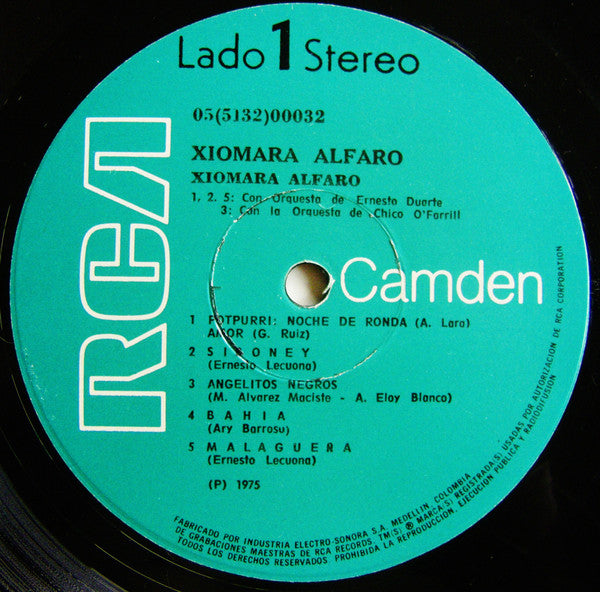 Lado 1 Stereo
05(5132)00032
XIOMARA ALFARO
XIOMARA ALFARO
1, 2, 5: Con Orquesta de Ernesto Duarte
3: Con la Orquesta de Chico O'Farrill
RCA
Camden
1 POTPURRI: NOCHE DE RONDA (A. Lara)
AMOR (G. Ruiz)
2 SIBONEY
(Ernesto Lecuona)
3 ANGELITOS NEGROS
(M. Alvarez Maciste - A. Eloy Blanco)
4 BAHIA
(Ary Barroso)
5 MALAGUEÑA
(Ernesto Lecuona)
(P) 1975
FABRICADO POR INDUSTRIA ELECTRO-SONORA S.A. MEDELLIN COLOMBIA
DE GRABACIONES MAESTRAS DE RCA RECORDS. TM(S) ® MARCA(S) REGISTRADA(S) USADAS POR AUTORIZACION DE RCA CORPORATION
TODOS LOS DERECHOS RESERVADOS. PROHIBIDA LA REPRODUCCION, EJECUCION PUBLICA Y RADIODIFUSION.